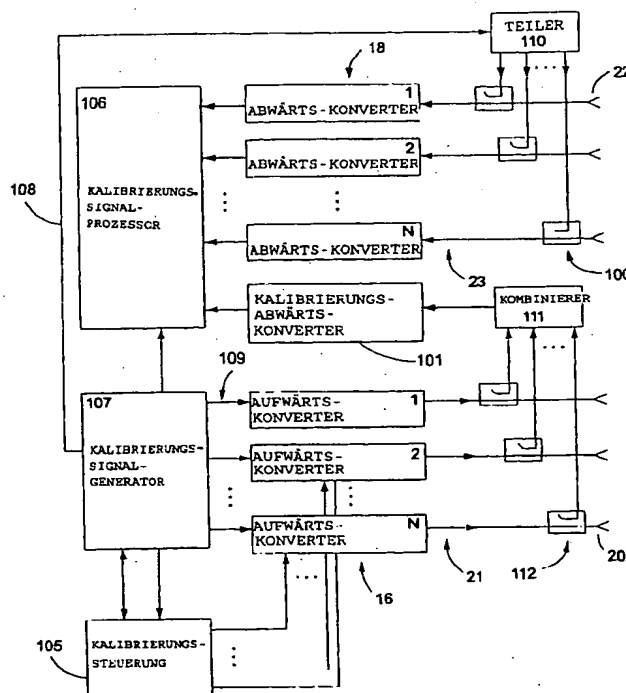 TEILER
110
18
22
106
1
ABWÄRTS-KONVERTER
2
ABWÄRTS-KONVERTER
KALIBRIERUNGS-
SIGNAL-
PROZESSOR
108
N
ABWÄRTS-KONVERTER
23
100
KALIBRIERUNGS-
ABWÄRTS-
KONVERTER
KOMBINIERER
111
101
109
107
AUFWÄRTS-
KONVERTER
1
KALIBRIERUNGS-
SIGNAL-
GENERATOR
AUFWÄRTS-
KONVERTER
2
AUFWÄRTS-
KONVERTER
N
21
112
20
16
105
KALIBRIERUNGS-
STEUERUNG